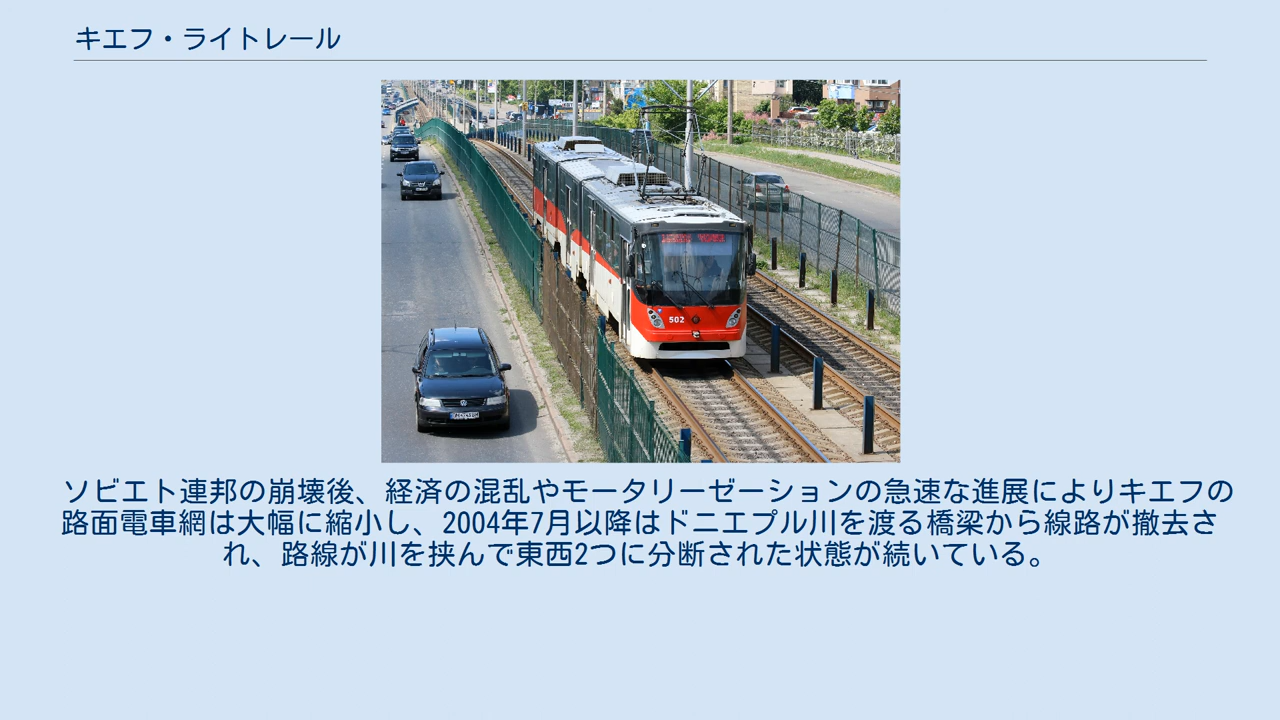 キエフ・ライトレール
502
ソビエト連邦の崩壊後、経済の混乱やモータリーゼーションの急速な進展によりキエフの
路面電車網は大幅に縮小し、2004年7月以降はドニエプル川を渡る橋梁から線路が撤去さ
れ、路線が川を挟んで東西2つに分断された状態が続いている。